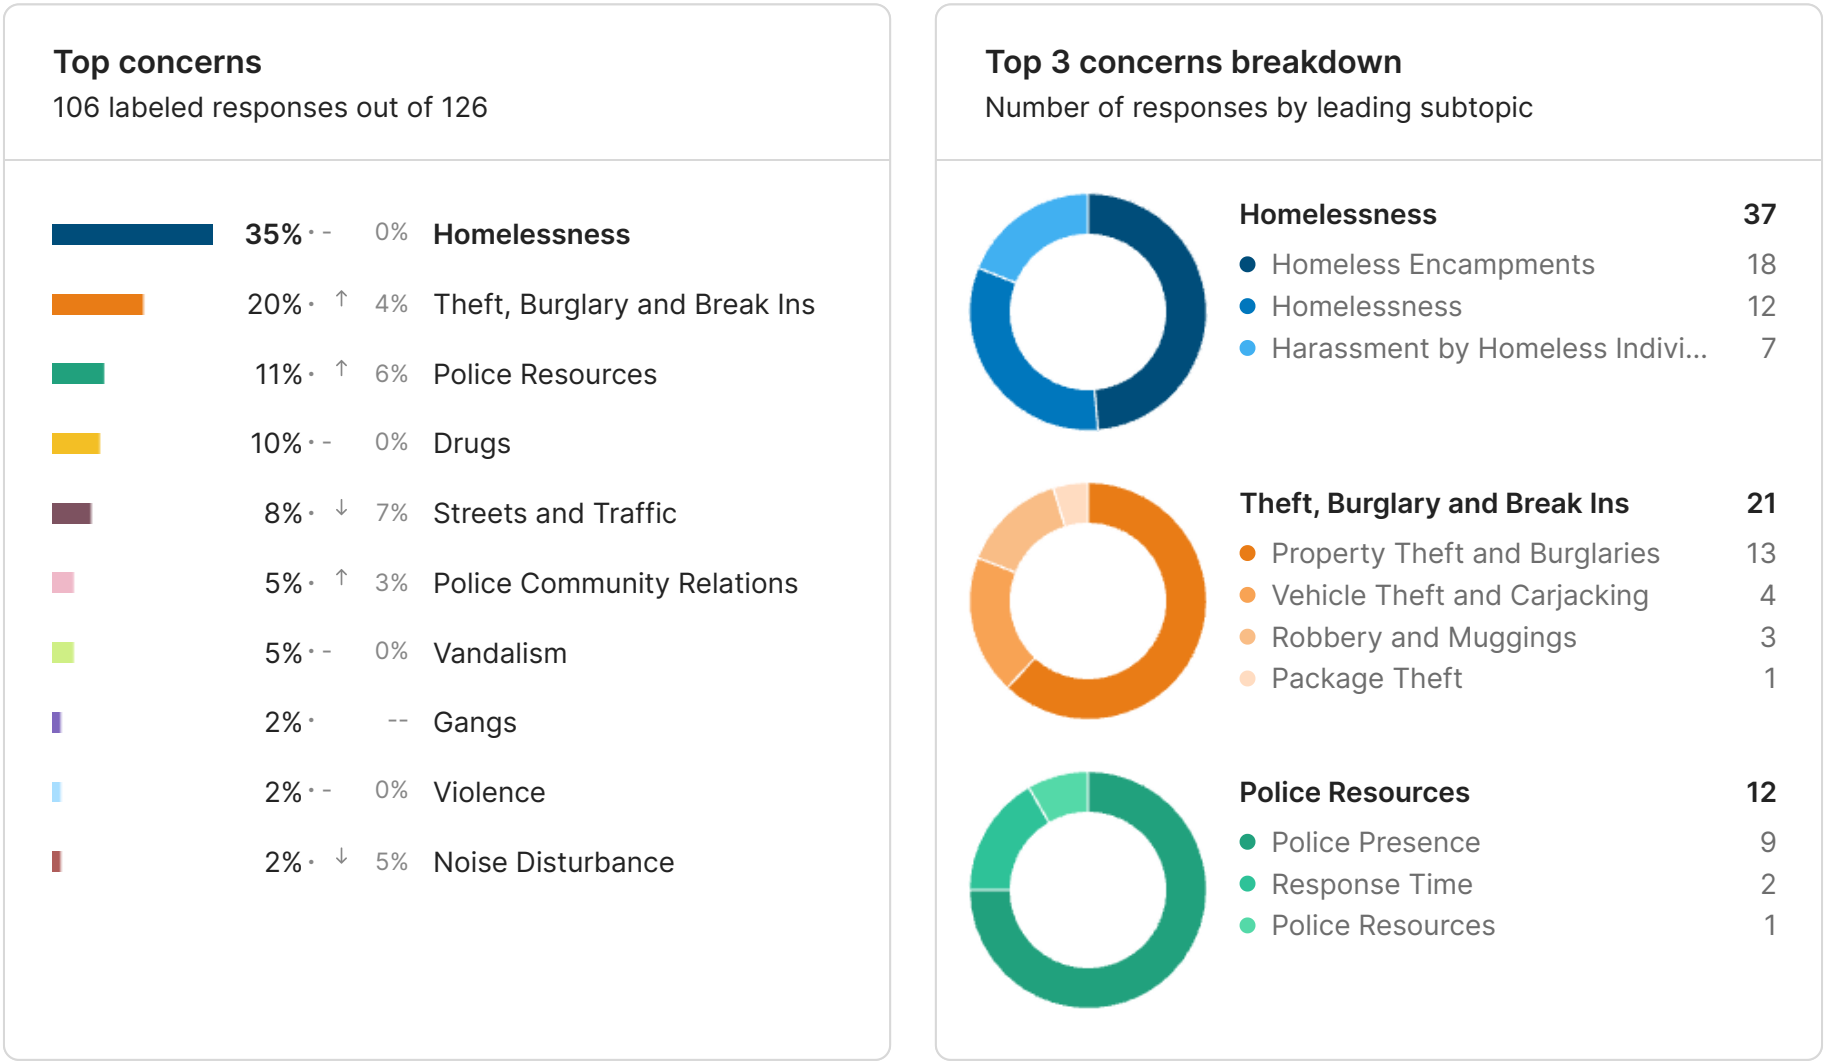 Top concerns
106 labeled responses out of 126
35% · - 0% Homelessness
20% · ↑ 4% Theft, Burglary and Break Ins
11% · ↑ 6% Police Resources
10% · - 0% Drugs
8% · ↓ 7% Streets and Traffic
5% · ↑ 3% Police Community Relations
5% · - 0% Vandalism
2% · -- Gangs
2% · - 0% Violence
2% · ↓ 5% Noise Disturbance
Top 3 concerns breakdown
Number of responses by leading subtopic
Homelessness 37
Homeless Encampments 18
Homelessness 12
Harassment by Homeless Indivi... 7
Theft, Burglary and Break Ins 21
Property Theft and Burglaries 13
Vehicle Theft and Carjacking 4
Robbery and Muggings 3
Package Theft 1
Police Resources 12
Police Presence 9
Response Time 2
Police Resources 1